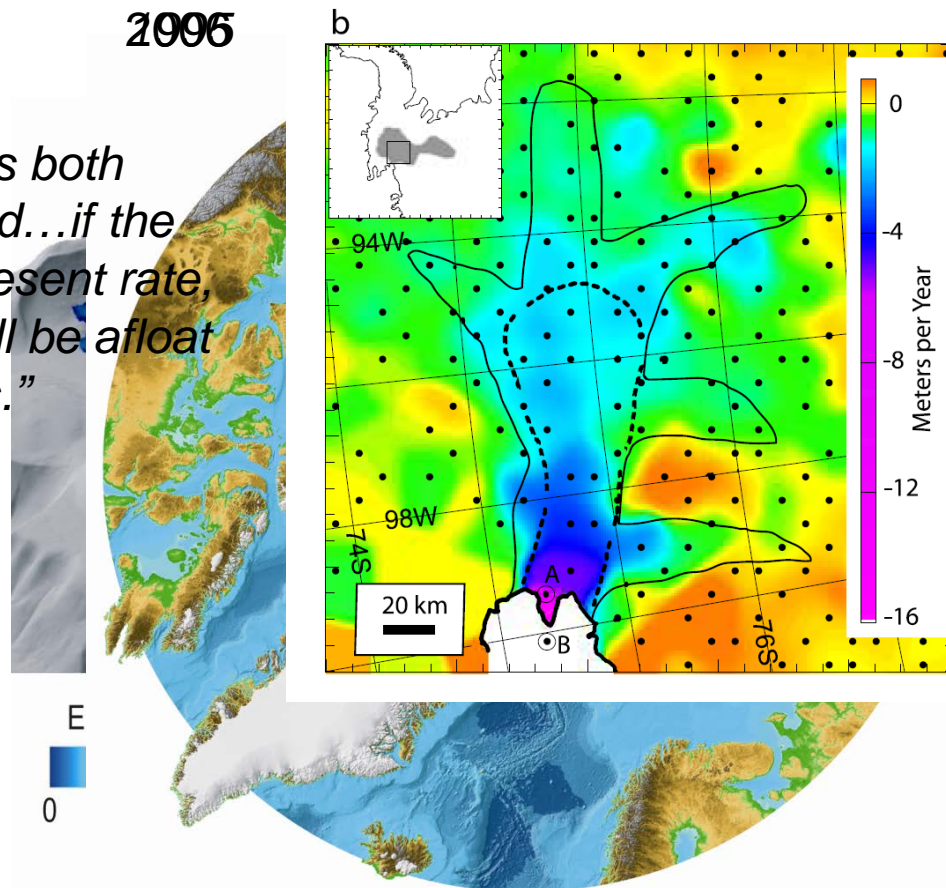 b
s both
d…if the
esent rate,
ll be afloat
.”
94W
98W
74S
76S
A
B
20 km
0
-4
-8
-12
-16
Meters per Year
E
0